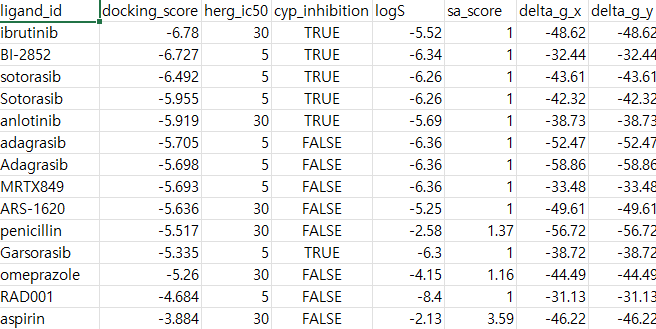 ligand_id docking_score herg_ic50 cyp_inhibition logS sa_score delta_g_x delta_g_y
ibrutinib -6.78 30 TRUE -5.52 1 -48.62 -48.62
BI-2852 -6.727 5 TRUE -6.34 1 -32.44 -32.44
sotorasib -6.492 5 TRUE -6.26 1 -43.61 -43.61
Sotorasib -5.955 5 TRUE -6.26 1 -42.32 -42.32
anlotinib -5.919 30 TRUE -5.69 1 -38.73 -38.73
adagrasib -5.705 5 FALSE -6.36 1 -52.47 -52.47
Adagrasib -5.698 5 FALSE -6.36 1 -58.86 -58.86
MRTX849 -5.693 5 FALSE -6.36 1 -33.48 -33.48
ARS-1620 -5.636 30 FALSE -5.25 1 -49.61 -49.61
penicillin -5.517 30 FALSE -2.58 1.37 -56.72 -56.72
Garsorasib -5.335 5 TRUE -6.3 1 -38.72 -38.72
omeprazole -5.26 30 FALSE -4.15 1.16 -44.49 -44.49
RAD001 -4.684 5 FALSE -8.4 1 -31.13 -31.13
aspirin -3.884 30 FALSE -2.13 3.59 -46.22 -46.22